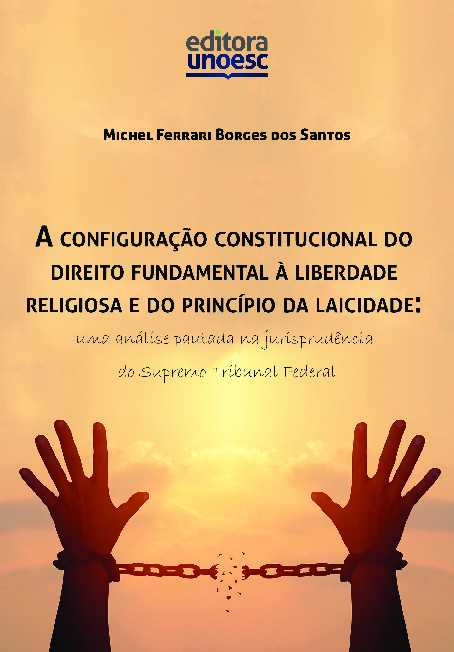 editora
unoesc
Michel Ferrari Borges dos Santos
A configuração constitucional do
direito fundamental à liberdade
religiosa e do princípio da laicidade:
uma análise pautada na jurisprudência
do Supremo Tribunal Federal